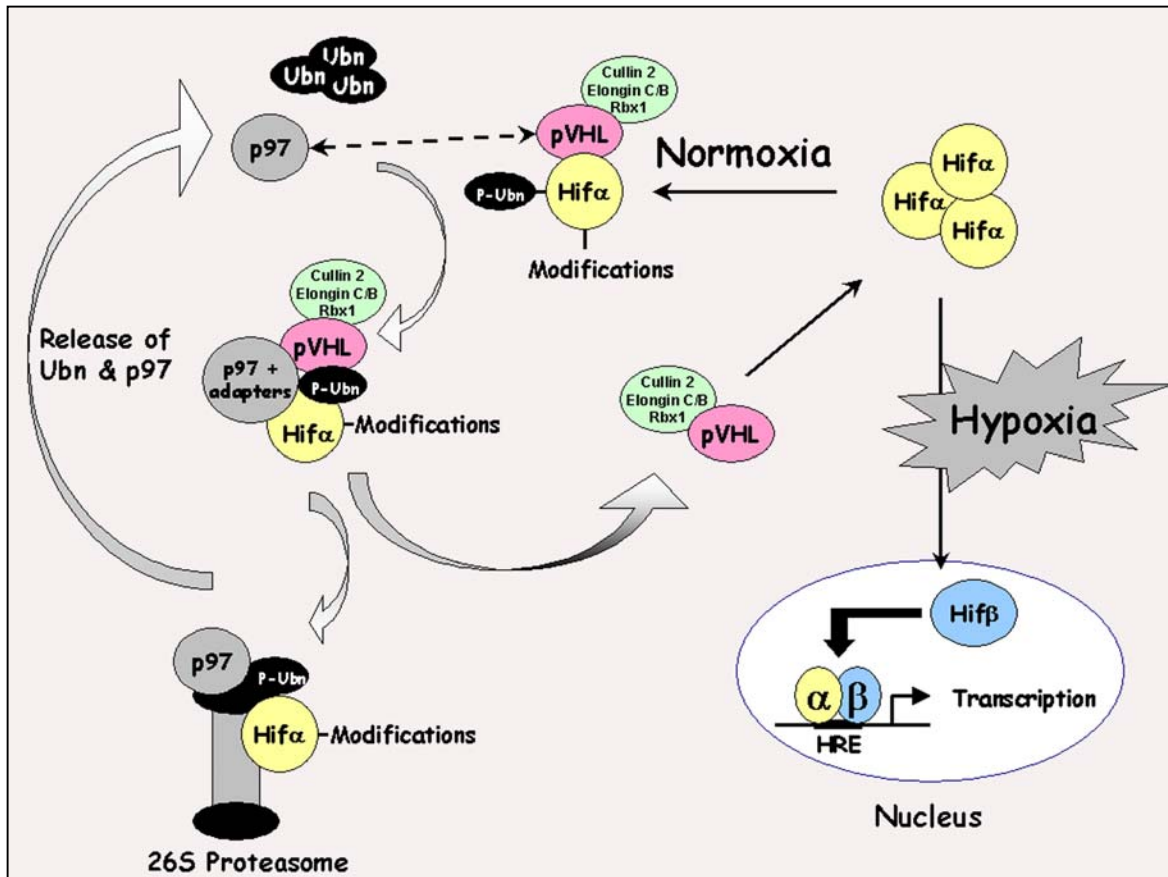 Ubn
Ubn
Ubn
p97
Cullin 2
Elongin C/B
Rbx1
pVHL
P-Ubn
Hifα
Modifications
Normoxia
Hifα
Hifα
Hifα
Release of
Ubn & p97
Cullin 2
Elongin C/B
Rbx1
pVHL
p97 +
adapters
P-Ubn
Hifα
Modifications
Cullin 2
Elongin C/B
Rbx1
pVHL
Hypoxia
p97
P-Ubn
Hifα
Modifications
26S Proteasome
Hifβ
α β
Transcription
HRE
Nucleus